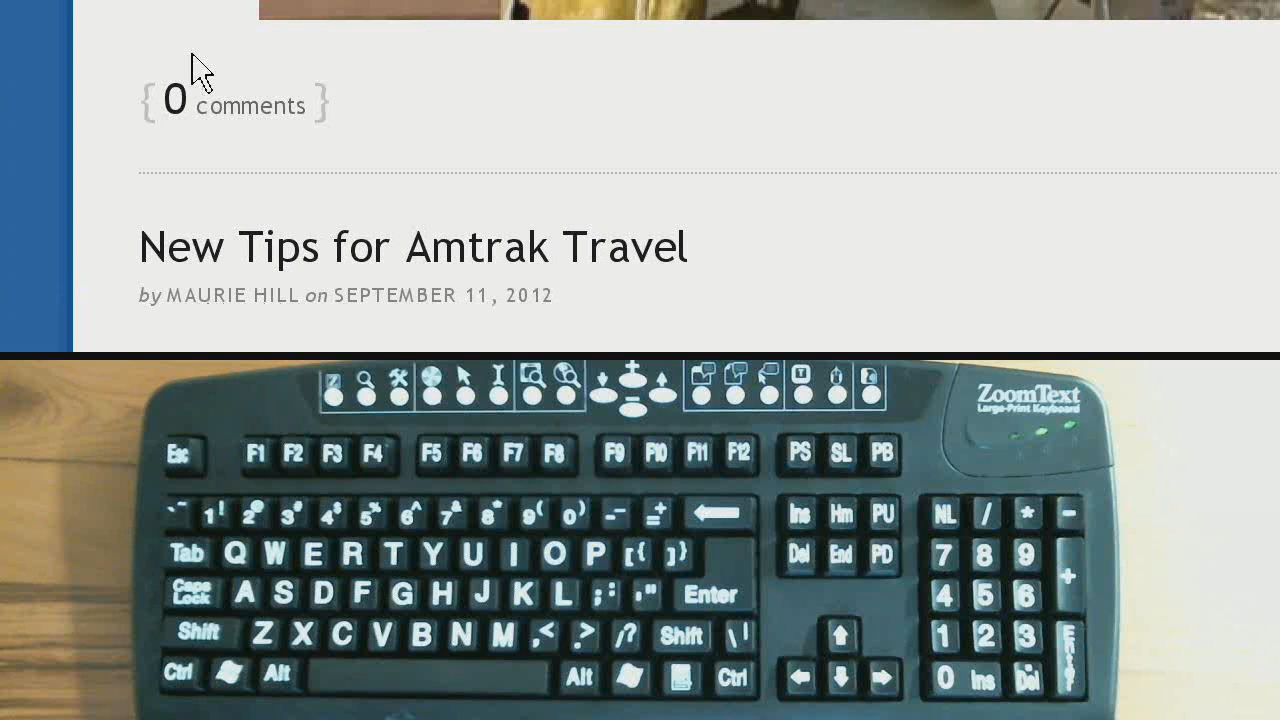 { 0 comments }
New Tips for Amtrak Travel
by MAURIE HILL on SEPTEMBER 11, 2012
ZoomText
Large-Print Keyboard
Esc F1 F2 F3 F4 F5 F6 F7 F8 F9 F10 F11 F12 PS SL PB
`~ 1! 2@ 3# 4$ 5% 6^ 7& 8* 9( 0) -_ =+ Ins Hm PU NL / * -
Tab Q W E R T Y U I O P [{ ]} Del End PD 7 8 9 +
Caps Lock A S D F G H J K L ;: '" Enter 4 5 6
Shift Z X C V B N M ,< .> /? Shift \| 1 2 3 Enter
Ctrl Alt Alt Ctrl 0 Ins Del